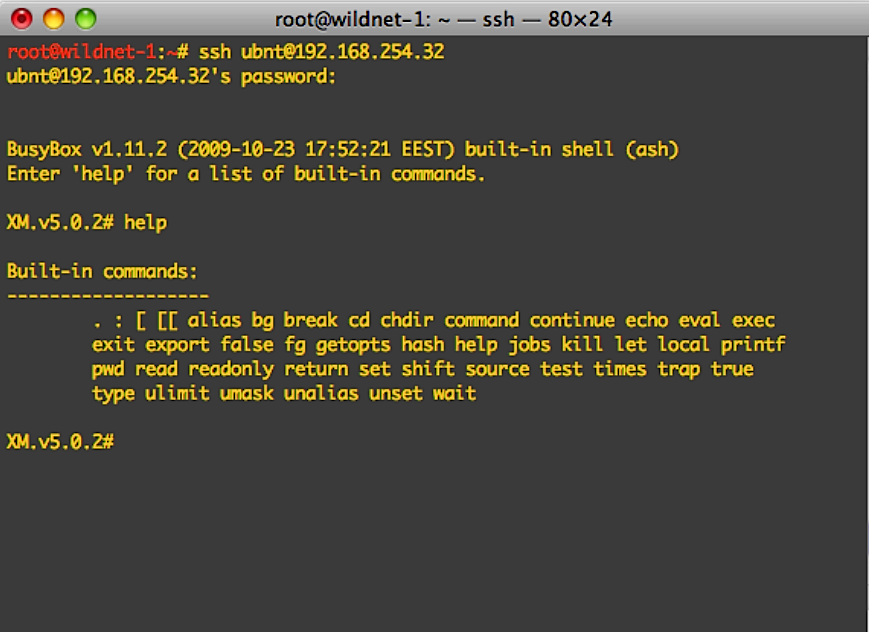 root@wildnet-1: ~ — ssh — 80×24
root@wildnet-1:~# ssh ubnt@192.168.254.32
ubnt@192.168.254.32's password:
BusyBox v1.11.2 (2009-10-23 17:52:21 EEST) built-in shell (ash)
Enter 'help' for a list of built-in commands.
XM.v5.0.2# help
Built-in commands:
-------------------
. : [ [[ alias bg break cd chdir command continue echo eval exec
exit export false fg getopts hash help jobs kill let local printf
pwd read readonly return set shift source test times trap true
type ulimit umask unalias unset wait
XM.v5.0.2#